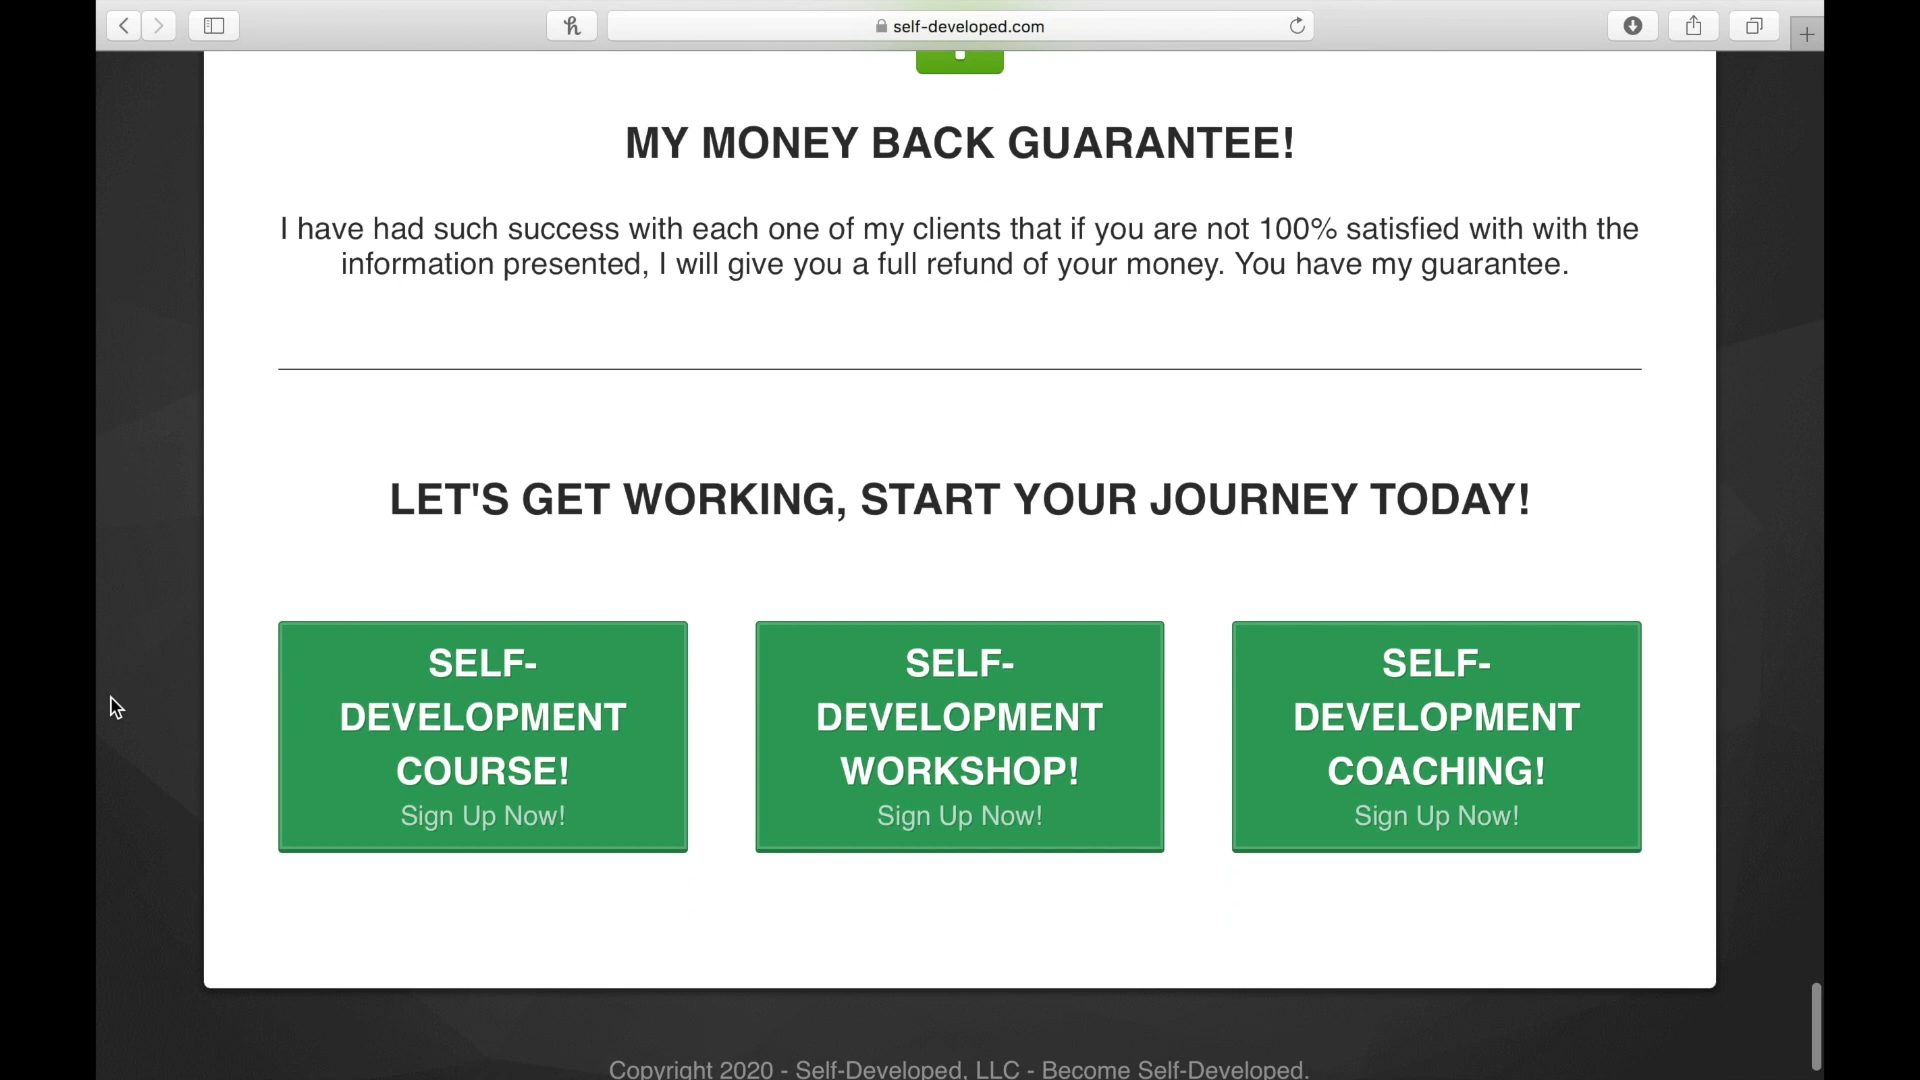 self-developed.com
MY MONEY BACK GUARANTEE!
I have had such success with each one of my clients that if you are not 100% satisfied with with the
information presented, I will give you a full refund of your money. You have my guarantee.
LET'S GET WORKING, START YOUR JOURNEY TODAY!
SELF-
DEVELOPMENT
COURSE!
Sign Up Now!
SELF-
DEVELOPMENT
WORKSHOP!
Sign Up Now!
SELF-
DEVELOPMENT
COACHING!
Sign Up Now!
Copyright 2020 - Self-Developed, LLC - Become Self-Developed.